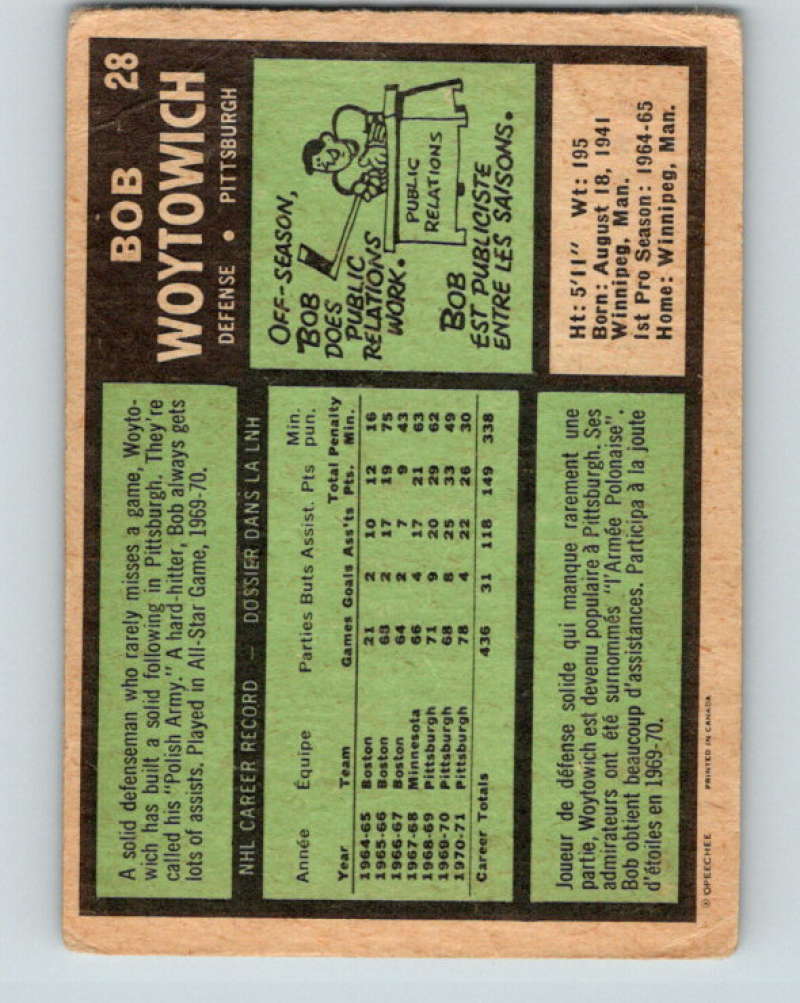 28
BOB
WOYTOWICH
DEFENSE • PITTSBURGH
A solid defenseman who rarely misses a game, Woyto-
wich has built a solid following in Pittsburgh. They're
called his "Polish Army." A hard-hitter, Bob always gets
lots of assists. Played in All-Star Game, 1969-70.
OFF-SEASON,
BOB
DOES
PUBLIC
RELATIONS
WORK.
PUBLIC
RELATIONS
BOB
EST PUBLICISTE
ENTRE LES SAISONS.
NHL CAREER RECORD — DOSSIER DANS LA LNH
Année Équipe Parties Buts Assist. Pts Min. pun.
Year Team Games Goals Ass'ts Total Pts. Penalty Min.
1964-65 Boston 21 2 10 12 16
1965-66 Boston 68 2 17 19 75
1966-67 Boston 64 2 7 9 43
1967-68 Minnesota 66 4 17 21 63
1968-69 Pittsburgh 71 9 20 29 62
1969-70 Pittsburgh 68 8 25 33 49
1970-71 Pittsburgh 78 4 22 26 30
Career Totals 436 31 118 149 338
Ht: 5'11" Wt: 195
Born: August 18, 1941
Winnipeg, Man.
1st Pro Season: 1964-65
Home: Winnipeg, Man.
Joueur de défense solide qui manque rarement une
partie, Woytowich est devenu populaire à Pittsburgh. Ses
admirateurs ont été surnommés "l'Armée Polonaise".
Bob obtient beaucoup d'assistances. Participa à la joute
d'étoiles en 1969-70.
© OPEECHEE PRINTED IN CANADA